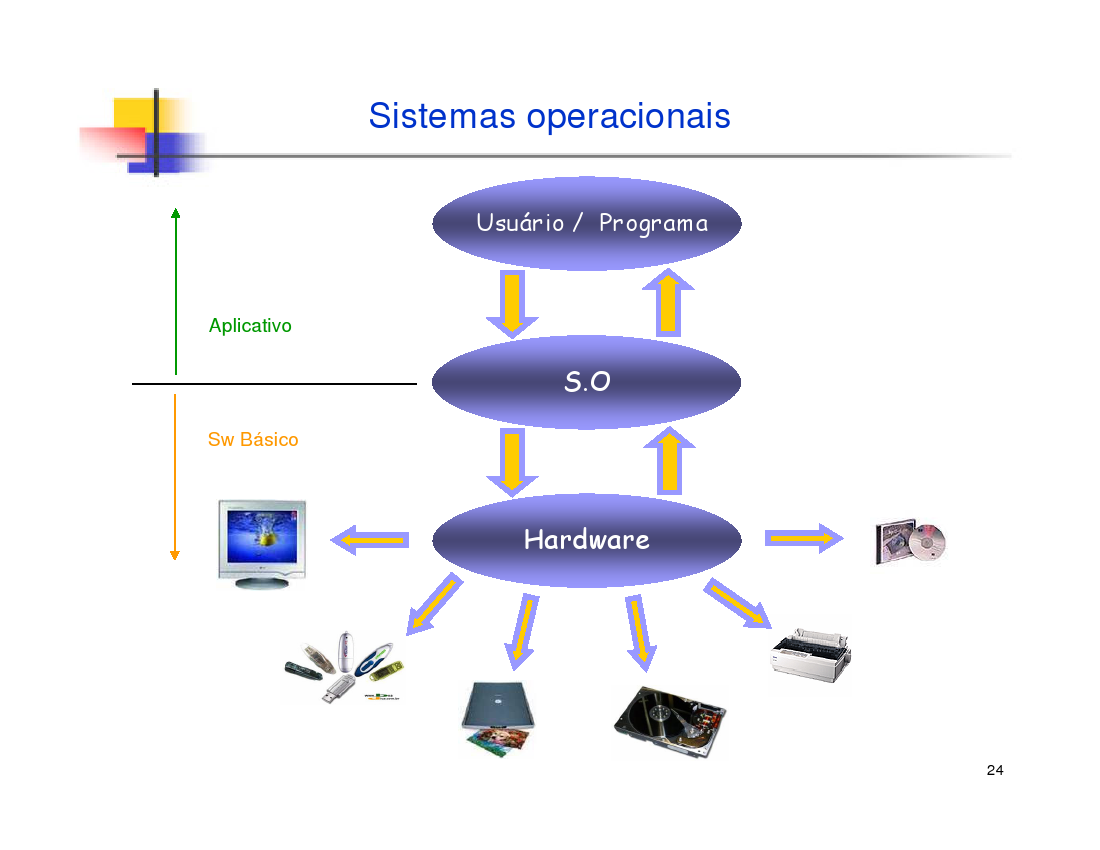 Sistemas operacionais
Usuário / Programa
Aplicativo
S.O
Sw Básico
Hardware
24